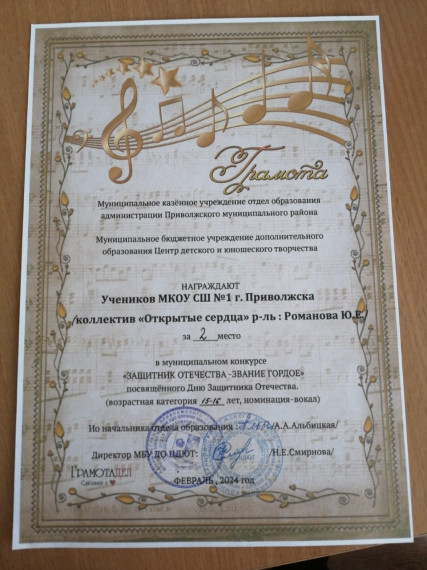 Грамота
Муниципальное казённое учреждение отдел образования
администрации Приволжского муниципального района
Муниципальное бюджетное учреждение дополнительного
образования Центр детского и юношеского творчества
НАГРАЖДАЮТ
Учеников МКОУ СШ №1 г. Приволжска
/коллектив «Открытые сердца» р-ль : Романова Ю.Е./
за 2 место
в муниципальном конкурсе
«ЗАЩИТНИК ОТЕЧЕСТВА –ЗВАНИЕ ГОРДОЕ»
посвящённого Дню Защитника Отечества.
(возрастная категория 15-16 лет, номинация-вокал)
Ио начальника отдела образования : /А.А.Альбицкая/
Директор МБУ ДО ЦДЮТ: /Н.Е.Смирнова/
ГРАМОТАДЕЛ
Сделано с
ФЕВРАЛЬ , 2024 год